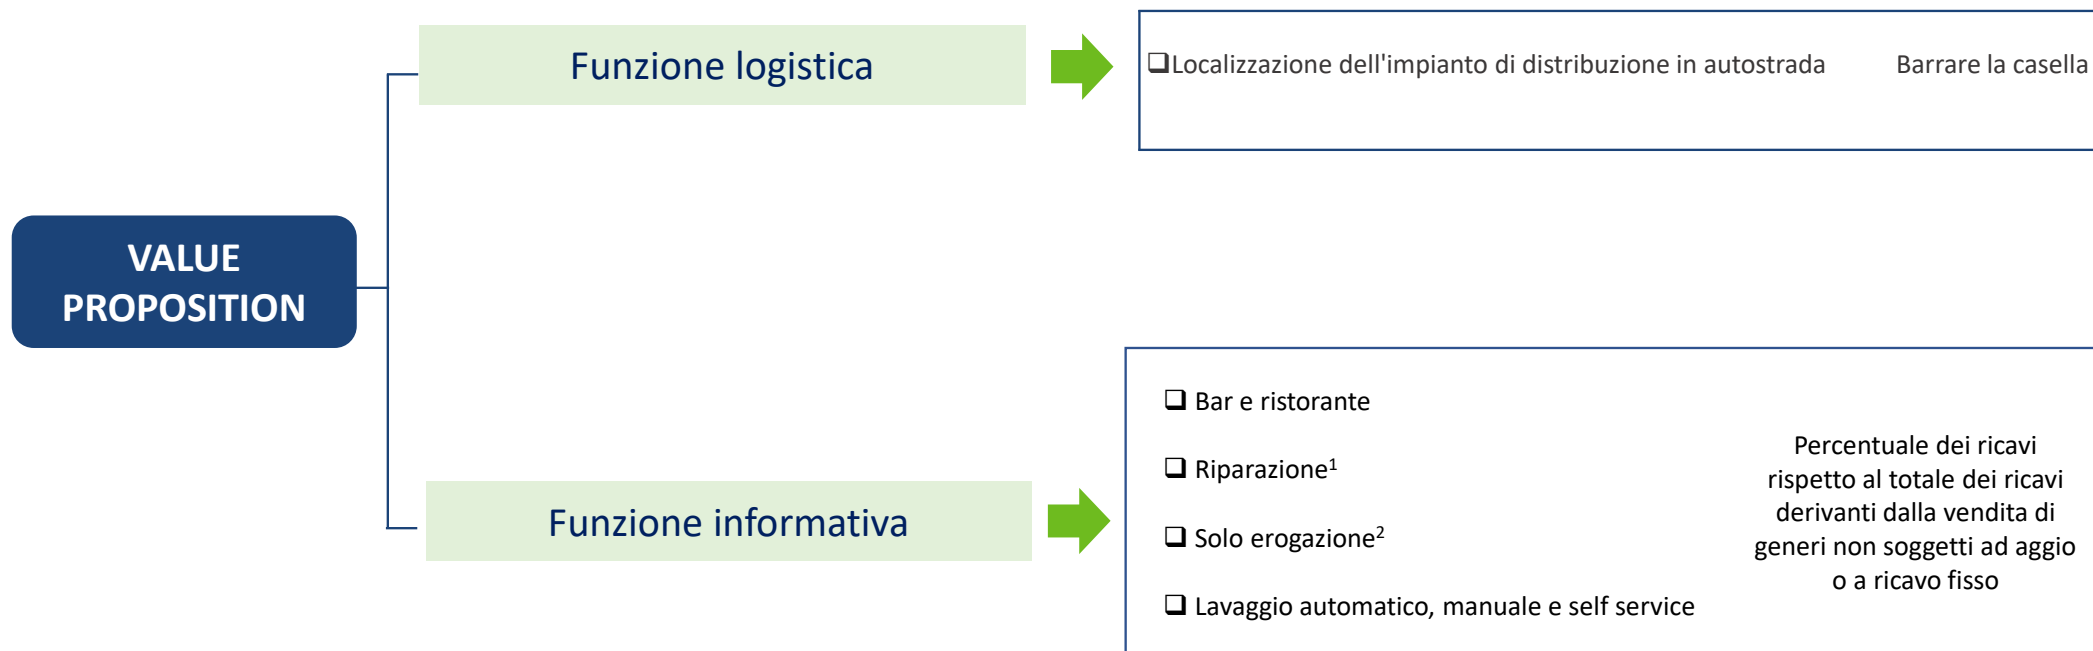 Funzione logistica
❑Localizzazione dell'impianto di distribuzione in autostrada Barrare la casella
VALUE
PROPOSITION
Funzione informativa
❑ Bar e ristorante
❑ Riparazione¹
❑ Solo erogazione²
❑ Lavaggio automatico, manuale e self service
Percentuale dei ricavi
rispetto al totale dei ricavi
derivanti dalla vendita di
generi non soggetti ad aggio
o a ricavo fisso